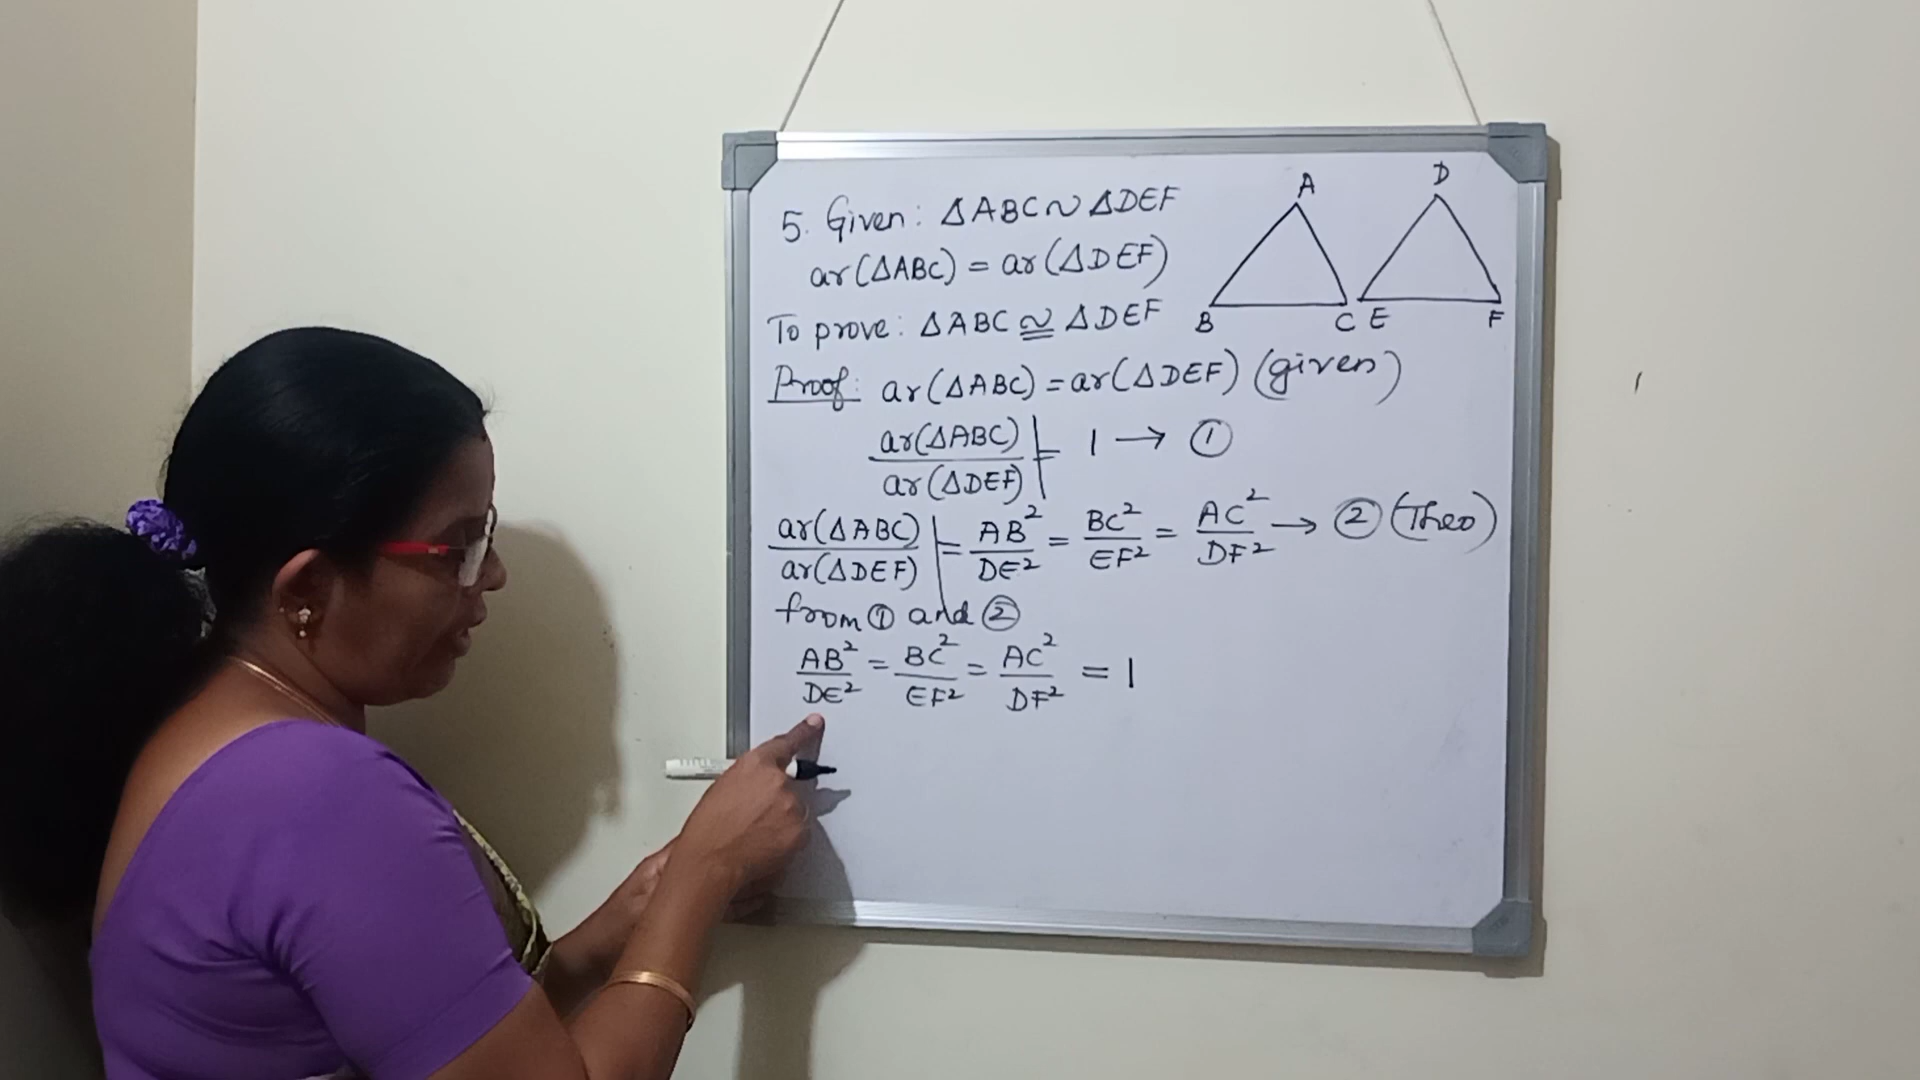 5. Given: ΔABC ~ ΔDEF
ar(ΔABC) = ar(ΔDEF)
To prove: ΔABC ≅ ΔDEF
Proof: ar(ΔABC) = ar(ΔDEF) (given)
ar(ΔABC)/ar(ΔDEF) = 1 → ①
ar(ΔABC)/ar(ΔDEF) = AB²/DE² = BC²/EF² = AC²/DF² → ② (Theo)
from ① and ②
AB²/DE² = BC²/EF² = AC²/DF² = 1
A
B C
D
E F